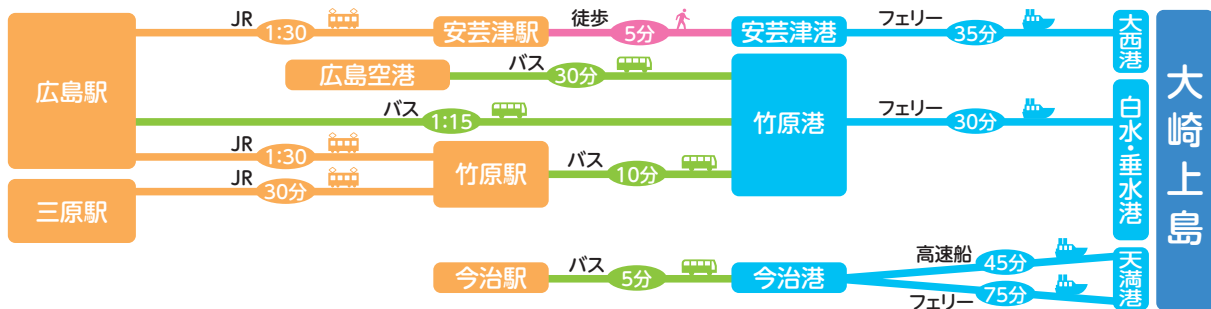 広島駅
JR
1:30
安芸津駅
徒歩
5分
安芸津港
フェリー
35分
大西港
広島空港
バス
30分
バス
1:15
竹原港
フェリー
30分
白水・垂水港
JR
1:30
竹原駅
バス
10分
三原駅
JR
30分
今治駅
バス
5分
今治港
高速船
45分
フェリー
75分
天満港
大崎上島